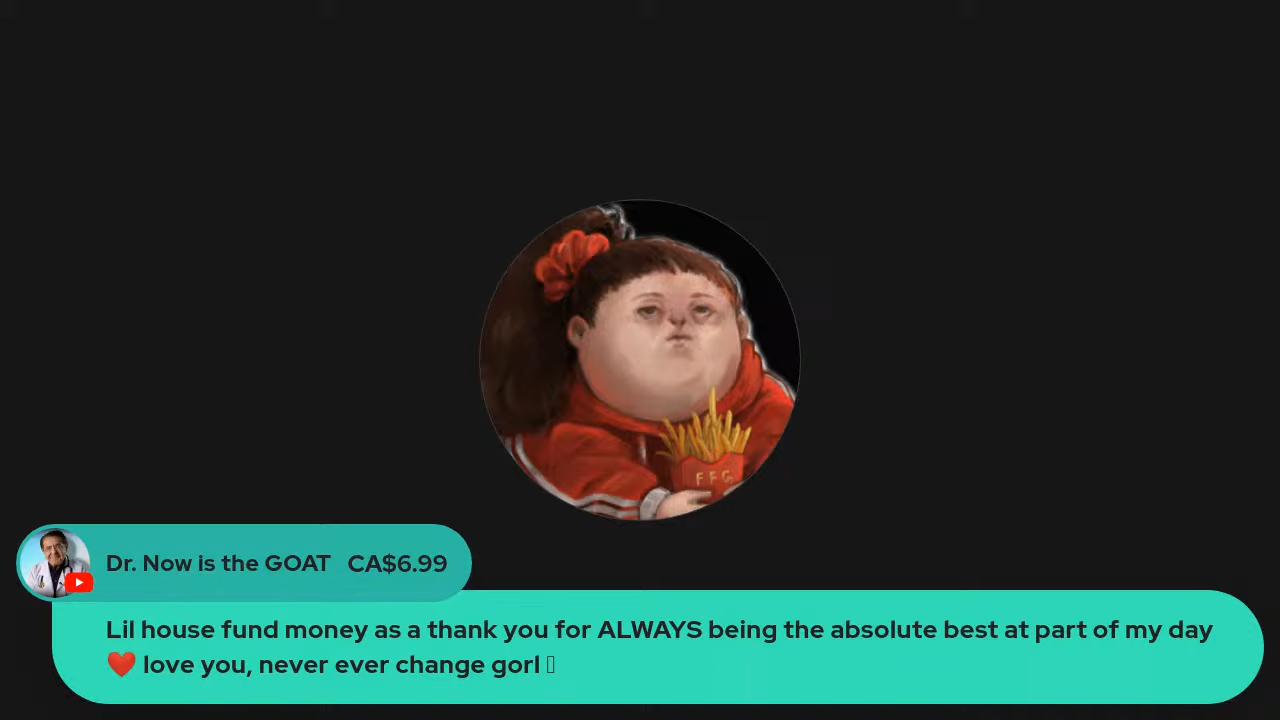 FFG
Dr. Now is the GOAT CA$6.99
Lil house fund money as a thank you for ALWAYS being the absolute best at part of my day
❤️ love you, never ever change gorl